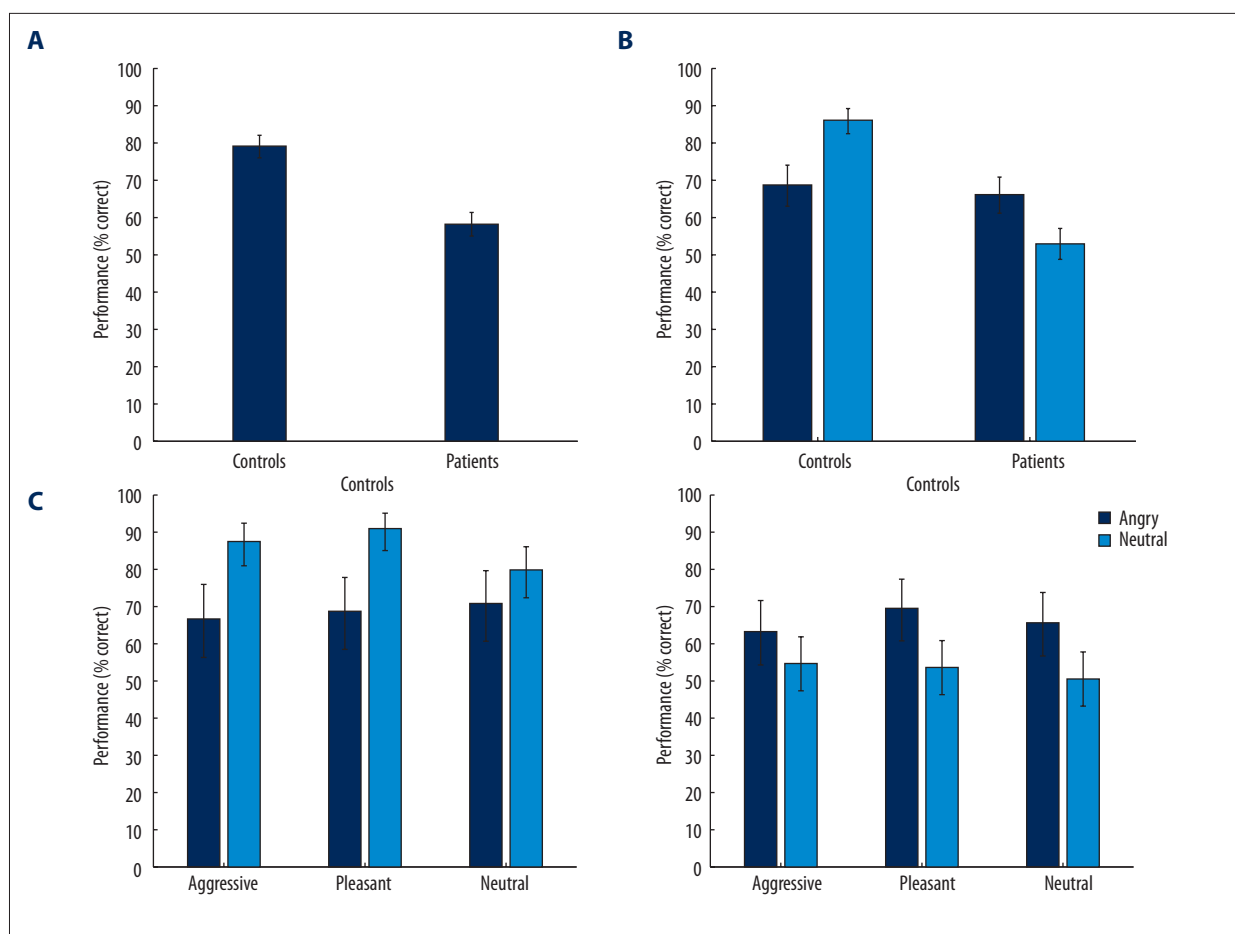 A
Performance (% correct)
100
90
80
70
60
50
40
30
20
10
0
Controls
Patients
B
Performance (% correct)
100
90
80
70
60
50
40
30
20
10
0
Controls
Patients
C
Controls
Performance (% correct)
100
90
80
70
60
50
40
30
20
10
0
Aggressive
Pleasant
Neutral
Controls
Performance (% correct)
100
90
80
70
60
50
40
30
20
10
0
Aggressive
Pleasant
Neutral
Angry
Neutral